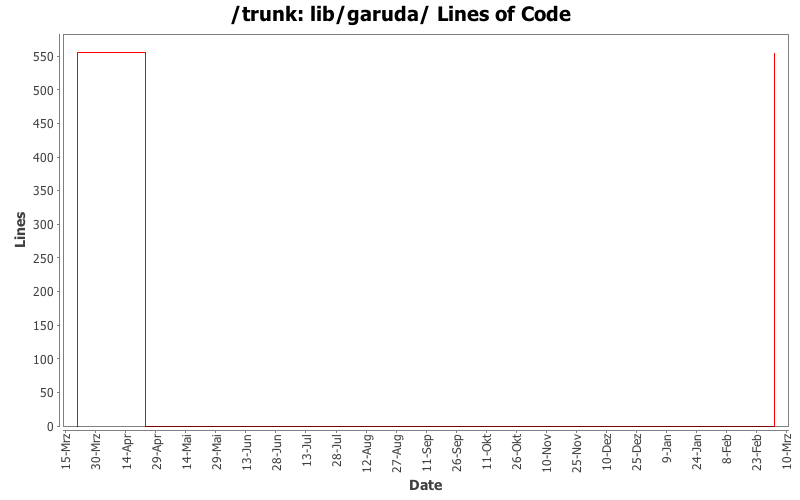 /trunk: lib/garuda/ Lines of Code
550
500
450
400
350
300
250
200
150
100
50
0
Lines
15-Mrz
30-Mrz
14-Apr
29-Apr
14-Mai
29-Mai
13-Jun
28-Jun
13-Jul
28-Jul
12-Aug
27-Aug
11-Sep
26-Sep
11-Okt
26-Okt
10-Nov
25-Nov
10-Dez
25-Dez
9-Jan
24-Jan
8-Feb
23-Feb
10-Mrz
Date